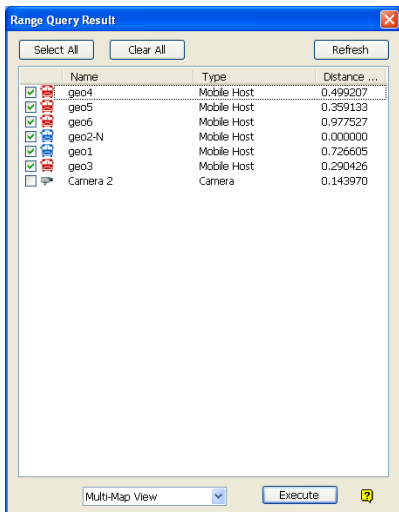 Range Query Result
Select All Clear All Refresh
Name Type Distance ...
geo4 Mobile Host 0.499207
geo5 Mobile Host 0.359133
geo6 Mobile Host 0.977527
geo2-N Mobile Host 0.000000
geo1 Mobile Host 0.726605
geo3 Mobile Host 0.290426
Camera 2 Camera 0.143970
Multi-Map View Execute ?